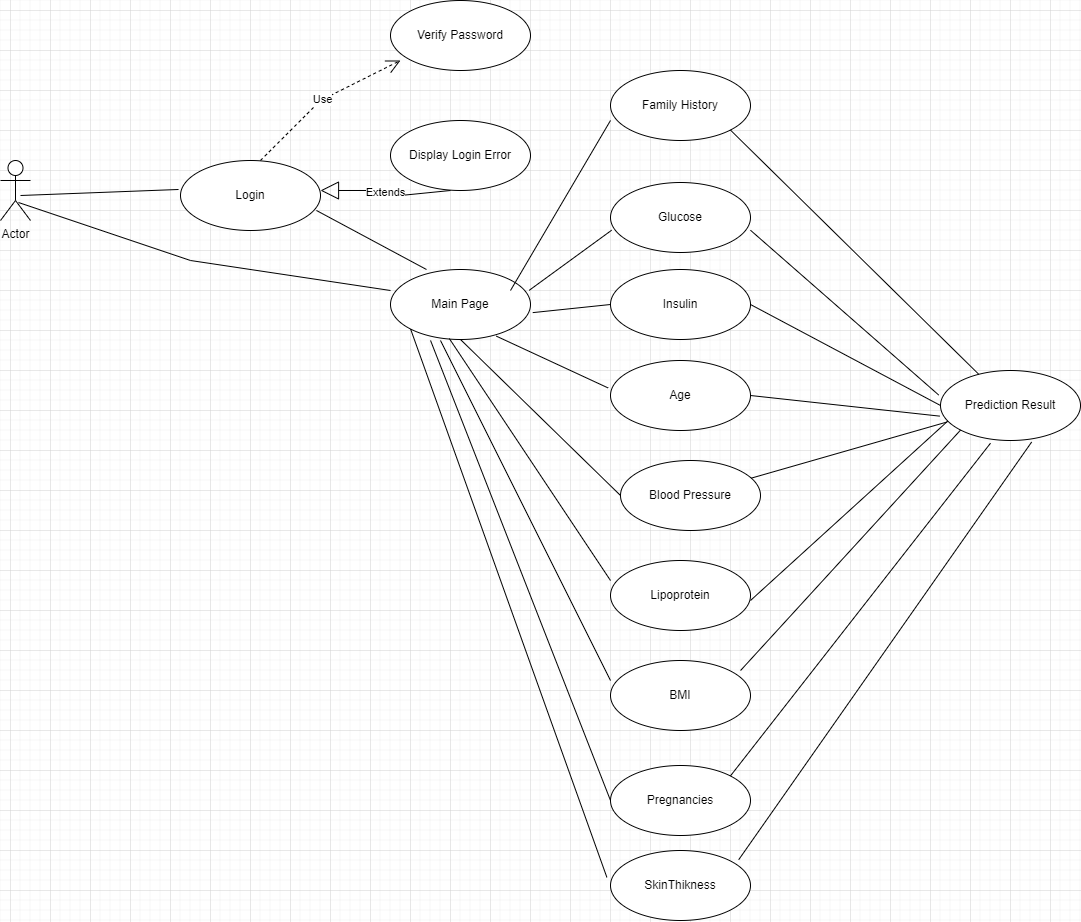 Verify Password
Use
Family History
Display Login Error
Extends
Login
Actor
Glucose
Main Page
Insulin
Age
Prediction Result
Blood Pressure
Lipoprotein
BMI
Pregnancies
SkinThikness